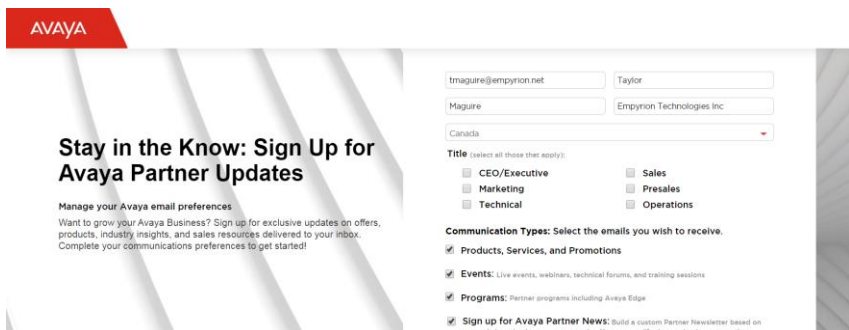 AVAYA
Stay in the Know: Sign Up for
Avaya Partner Updates
Manage your Avaya email preferences
Want to grow your Avaya Business? Sign up for exclusive updates on offers,
products, industry insights, and sales resources delivered to your inbox.
Complete your communications preferences to get started!
tmaguire@empyrion.net Taylor
Maguire Empyrion Technologies Inc
Canada
Title (select all those that apply):
CEO/Executive Sales
Marketing Presales
Technical Operations
Communication Types: Select the emails you wish to receive.
Products, Services, and Promotions
Events: Live events, webinars, technical forums, and training sessions
Programs: Partner programs including Avaya Edge
Sign up for Avaya Partner News: Build a custom Partner Newsletter based on